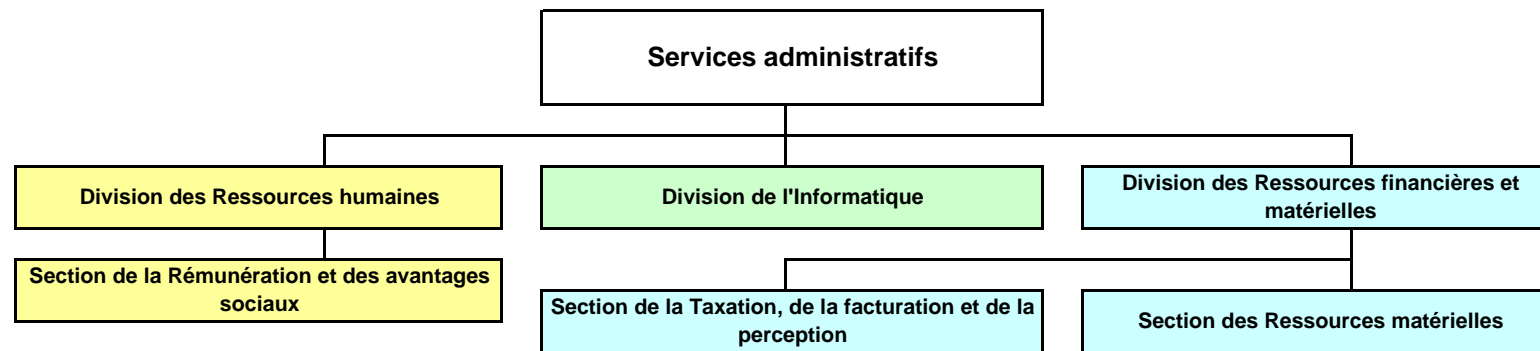 Services administratifs
Division des Ressources humaines
Division de l'Informatique
Division des Ressources financières et
matérielles
Section de la Rémunération et des avantages
sociaux
Section de la Taxation, de la facturation et de la
perception
Section des Ressources matérielles